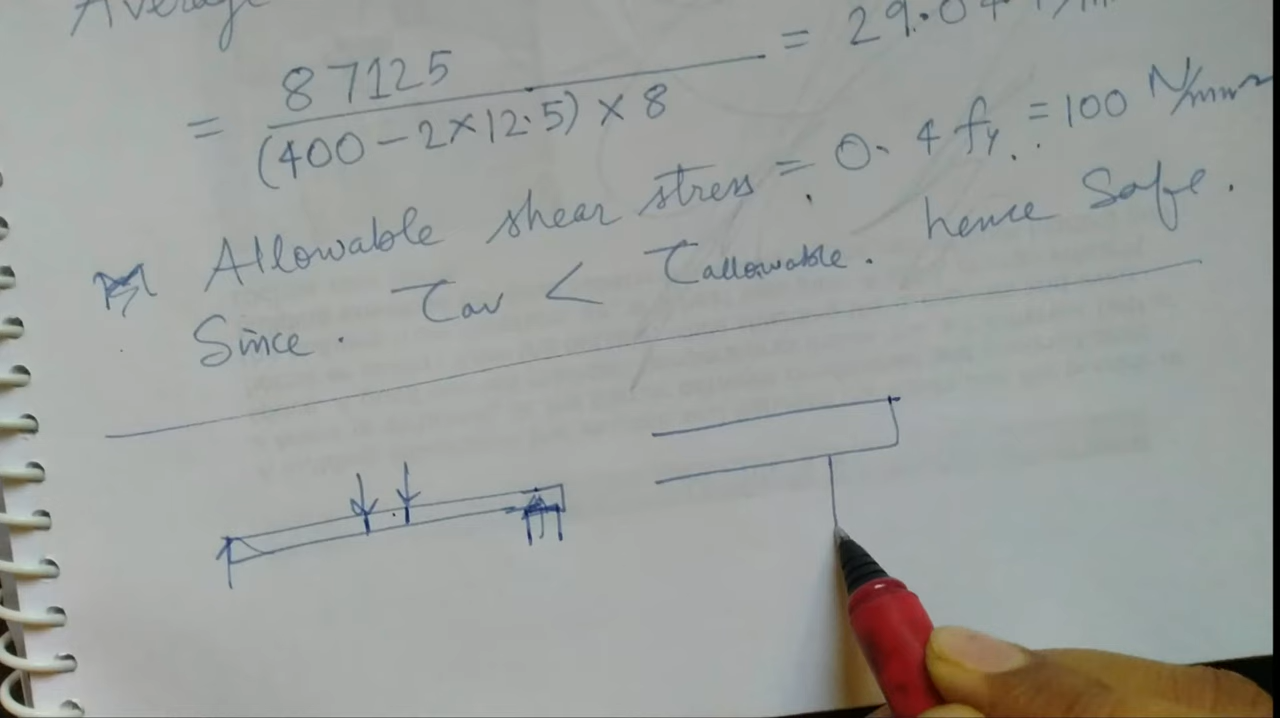 Average
= 87125 / (400 - 2×12.5) × 8 = 29.04
Allowable shear stress = 0.4 fy = 100 N/mm²
Since. τav < τallowable. hence Safe.